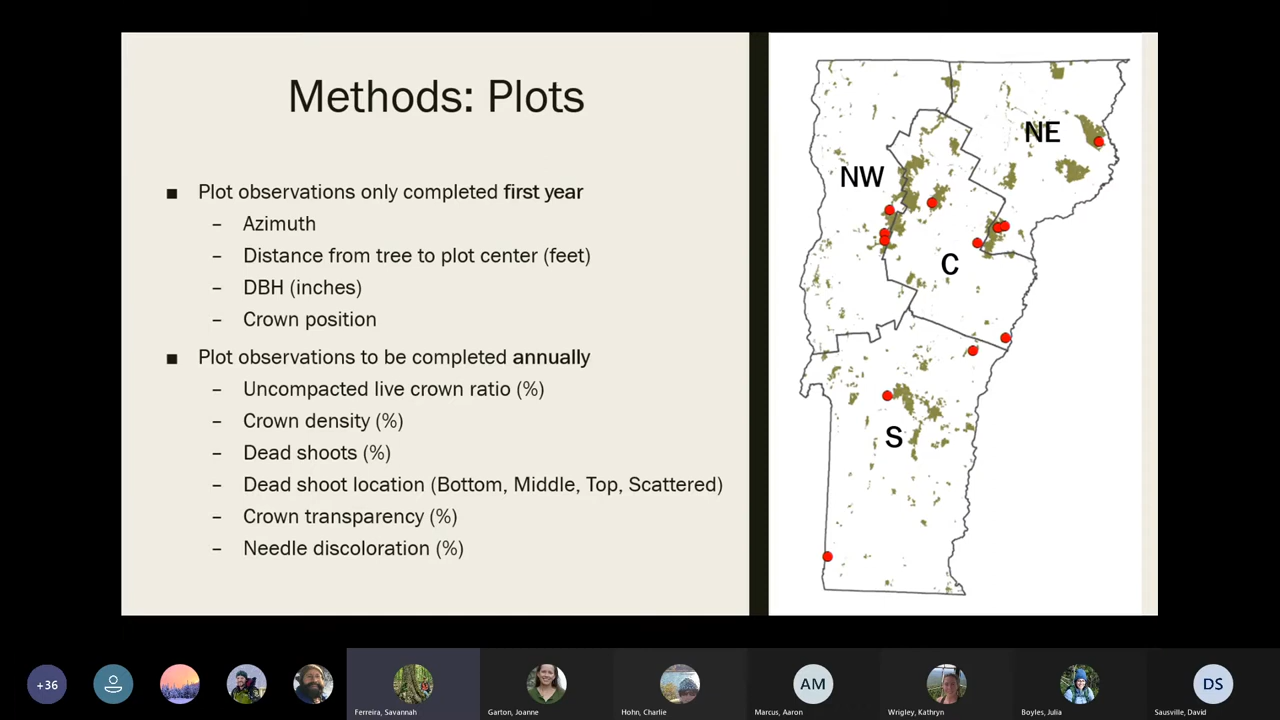 Methods: Plots
■ Plot observations only completed first year
– Azimuth
– Distance from tree to plot center (feet)
– DBH (inches)
– Crown position
■ Plot observations to be completed annually
– Uncompacted live crown ratio (%)
– Crown density (%)
– Dead shoots (%)
– Dead shoot location (Bottom, Middle, Top, Scattered)
– Crown transparency (%)
– Needle discoloration (%)
NE
NW
C
S
+36
AM
DS
Ferreira, Savannah
Garton, Joanne
Hohn, Charlie
Marcus, Aaron
Wrigley, Kathryn
Boyles, Julia
Sausville, David